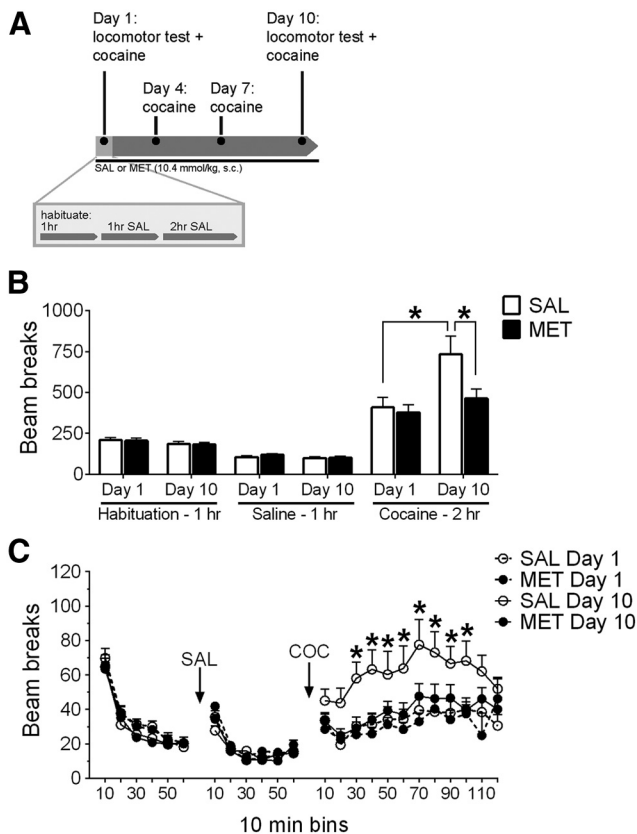 A
Day 1:
locomotor test +
cocaine
Day 10:
locomotor test +
cocaine
Day 4:
cocaine
Day 7:
cocaine
SAL or MET (10.4 mmol/kg, s.c.)
habituate:
1hr
1hr SAL
2hr SAL
B
1000
750
500
250
0
Beam breaks
* *
SAL
MET
Day 1 Day 10 Day 1 Day 10 Day 1 Day 10
Habituation - 1 hr Saline - 1 hr Cocaine - 2 hr
C
120
100
80
60
40
20
0
Beam breaks
SAL
COC
* * * * * * * *
SAL Day 1
MET Day 1
SAL Day 10
MET Day 10
10 30 50 10 30 50 10 30 50 70 90 110
10 min bins